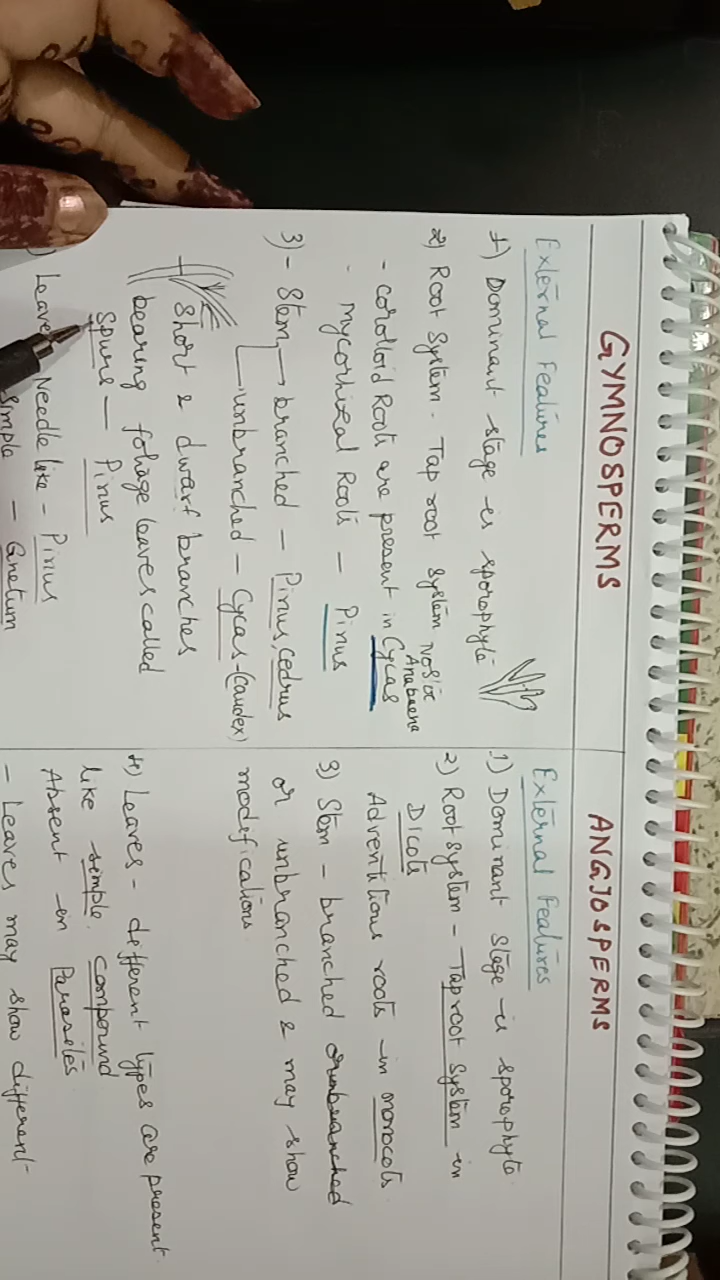 GYMNOSPERMS
External Features
1) Dominant stage is sporophyte
2) Root System - Tap root system
- corolloid Roots are present in Cycas
Nostoc
Anabaena
. Mycorhizal Roots - Pinus
3) - Stem → branched - Pinus, Cedrus
unbranched - Cycas - (caudex)
Short & dwarf branches
bearing foliage leaves called
Spurs - Pinus
Leaves Needle like - Pinus
Simple - Gnetum
ANGIOSPERMS
External Features
1) Dominant Stage is sporophyte.
2) Root System - Tap root System in
Dicots
Adventitious roots in monocots.
3) Stem - branched
or unbranched & may show
modifications
4) Leaves - different types are present.
like simple. compound
Absent in Parasites
- Leaves may show different